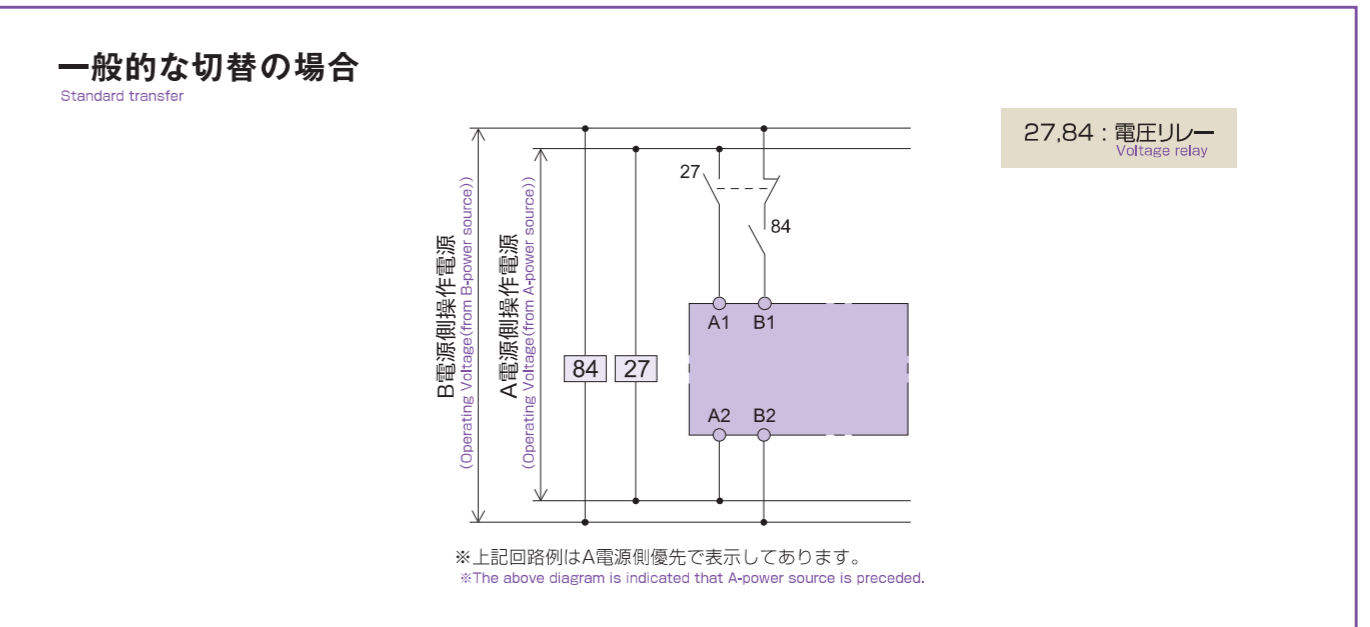 一般的な切替の場合
Standard transfer
27,84 : 電圧リレー
Voltage relay
B電源側操作電源
(Operating Voltage(from B-power source))
A電源側操作電源
(Operating Voltage(from A-power source))
27
84
84
27
A1
B1
A2
B2
※上記回路例はA電源側優先で表示してあります。
※The above diagram is indicated that A-power source is preceded.